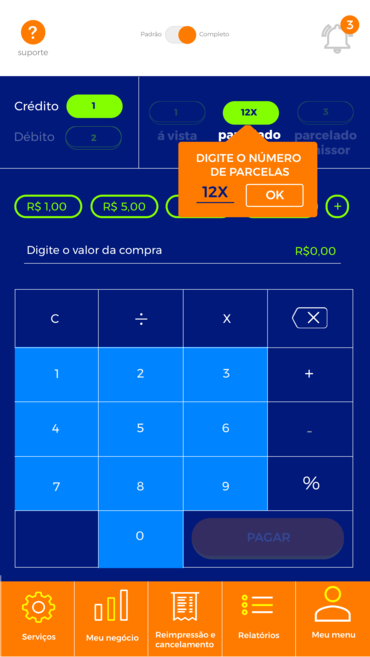 ?
3
suporte
Padrão
Completo
Crédito
1
1
12X
3
Débito
2
á vista
parcelado
DIGITE O NÚMERO
DE PARCELAS
12X
OK
R$ 1,00
R$ 5,00
+
Digite o valor da compra
R$0,00
C
÷
X
X
1
2
3
+
4
5
6
-
7
8
9
%
0
PAGAR
Serviços
Meu negócio
Reimpressão e
cancelamento
Relatórios
Meu menu